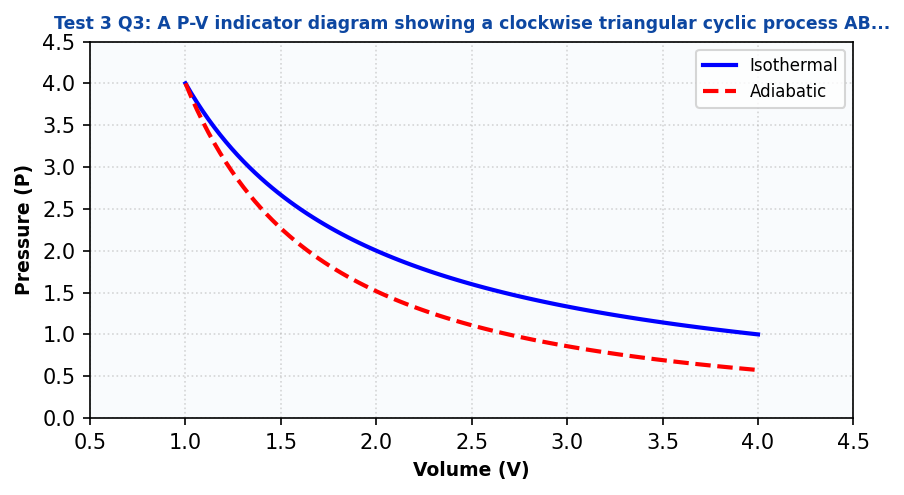 Test 3 Q3: A P-V indicator diagram showing a clockwise triangular cyclic process AB...
Isothermal
Adiabatic
Pressure (P)
4.5
4.0
3.5
3.0
2.5
2.0
1.5
1.0
0.5
0.0
0.5 1.0 1.5 2.0 2.5 3.0 3.5 4.0 4.5
Volume (V)